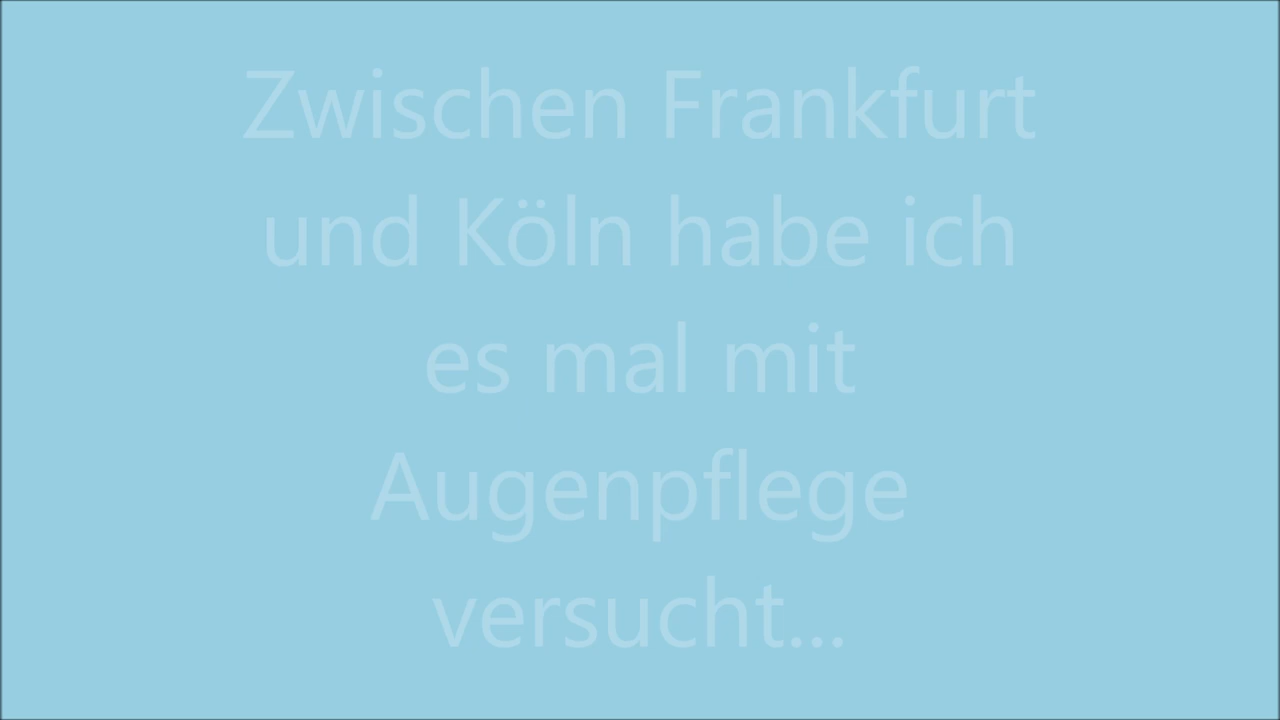 Zwischen Frankfurt
und Köln habe ich
es mal mit
Augenpflege
versucht...